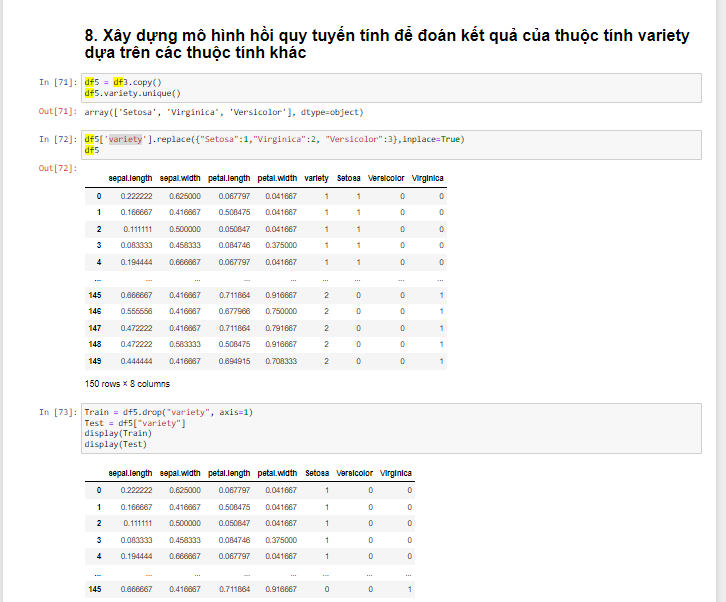 8. Xây dựng mô hình hồi quy tuyến tính để đoán kết quả của thuộc tính variety
dựa trên các thuộc tính khác
In [71]: df5 = df3.copy()
df5.variety.unique()
Out[71]: array(['Setosa', 'Virginica', 'Versicolor'], dtype=object)
In [72]: df5['variety'].replace({"Setosa":1,"Virginica":2, "Versicolor":3},inplace=True)
df5
Out[72]:
sepal.length sepal.width petal.length petal.width variety Setosa Versicolor Virginica
0 0.222222 0.625000 0.067797 0.041667 1 1 0 0
1 0.166667 0.416667 0.508475 0.041667 1 1 0 0
2 0.111111 0.500000 0.050847 0.041667 1 1 0 0
3 0.083333 0.458333 0.084746 0.375000 1 1 0 0
4 0.194444 0.666667 0.067797 0.041667 1 1 0 0
... ... ... ... ... ... ... ... ...
145 0.666667 0.416667 0.711864 0.916667 2 0 0 1
146 0.555556 0.416667 0.677966 0.750000 2 0 0 1
147 0.472222 0.416667 0.711864 0.791667 2 0 0 1
148 0.472222 0.583333 0.508475 0.916667 2 0 0 1
149 0.444444 0.416667 0.694915 0.708333 2 0 0 1
150 rows × 8 columns
In [73]: Train = df5.drop("variety", axis=1)
Test = df5["variety"]
display(Train)
display(Test)
sepal.length sepal.width petal.length petal.width Setosa Versicolor Virginica
0 0.222222 0.625000 0.067797 0.041667 1 0 0
1 0.166667 0.416667 0.508475 0.041667 1 0 0
2 0.111111 0.500000 0.050847 0.041667 1 0 0
3 0.083333 0.458333 0.084746 0.375000 1 0 0
4 0.194444 0.666667 0.067797 0.041667 1 0 0
... ... ... ... ... ... ... ...
145 0.666667 0.416667 0.711864 0.916667 0 0 1